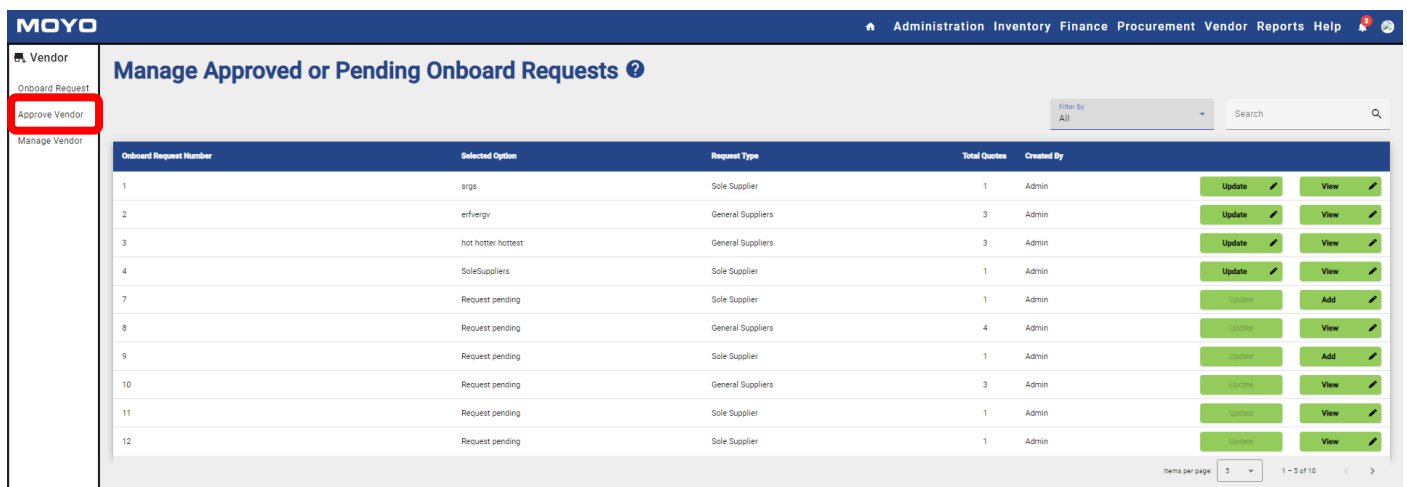 MOYO
Administration Inventory Finance Procurement Vendor Reports Help 3
Vendor
Onboard Request
Approve Vendor
Manage Vendor
Manage Approved or Pending Onboard Requests ?
Filter By
All
Search
Onboard Request Number Selected Option Request Type Total Quotes Created By
1 srgs Sole Supplier 1 Admin Update View
2 erfvergv General Suppliers 3 Admin Update View
3 hot hotter hottest General Suppliers 3 Admin Update View
4 SoleSuppliers Sole Supplier 1 Admin Update View
7 Request pending Sole Supplier 1 Admin Update Add
8 Request pending General Suppliers 4 Admin Update View
9 Request pending Sole Supplier 1 Admin Update Add
10 Request pending General Suppliers 3 Admin Update View
11 Request pending Sole Supplier 1 Admin Update View
12 Request pending Sole Supplier 1 Admin Update View
Items per page: 5 1 – 5 of 10